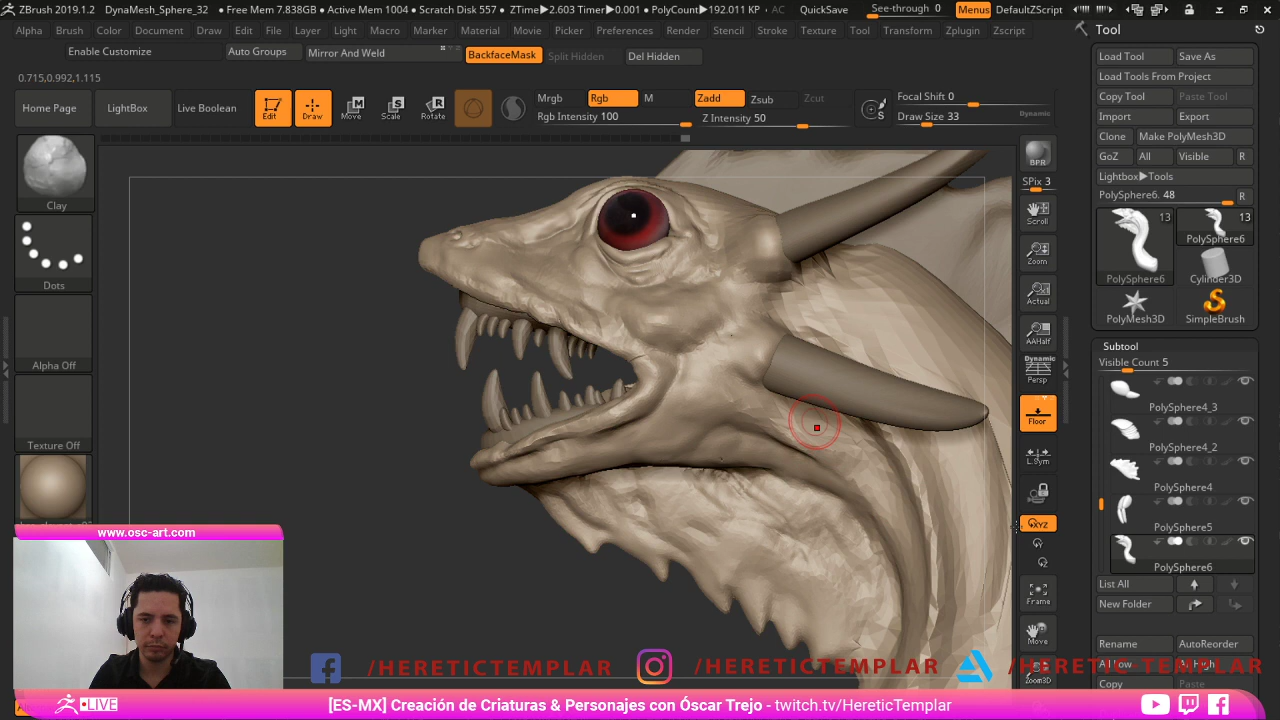 ZBrush 2019.1.2 DynaMesh_Sphere_32 • Free Mem 7.838GB • Active Mem 1004 • Scratch Disk 557 • ZTime▶2.603 Timer▶0.001 • PolyCount▶192.011 KP • AC QuickSave See-through 0 Menus DefaultZScript
Alpha Brush Color Document Draw Edit File Layer Light Macro Marker Material Movie Picker Preferences Render Stencil Stroke Texture Tool Transform Zplugin Zscript
Enable Customize Auto Groups Mirror And Weld BackfaceMask Split Hidden Del Hidden
0.715,0.992,1.115
Home Page LightBox Live Boolean Edit Draw Move Scale Rotate
Mrgb Rgb M Zadd Zsub Zcut Focal Shift 0
Rgb Intensity 100 Z Intensity 50 Draw Size 33 Dynamic
Clay
Dots
Alpha Off
Texture Off
BPR
SPix 3
Scroll
Zoom
Actual
AAHalf
Dynamic
Persp
Floor
L.Sym
XYZ
Frame
Move
Zoom3D
Tool
Load Tool Save As
Load Tools From Project
Copy Tool Paste Tool
Import Export
Clone Make PolyMesh3D
GoZ All Visible R
Lightbox▶Tools
PolySphere6. 48 R
13 13
PolySphere6
PolySphere6 Cylinder3D
PolyMesh3D SimpleBrush
Subtool
Visible Count 5
PolySphere4_3
PolySphere4_2
PolySphere4
PolySphere5
PolySphere6
List All
New Folder
Rename AutoReorder
Copy Paste
www.osc-art.com
/HERETICTEMPLAR /HERETICTEMPLAR /HERETIC-TEMPLAR
LIVE [ES-MX] Creación de Criaturas & Personajes con Óscar Trejo - twitch.tv/HereticTemplar